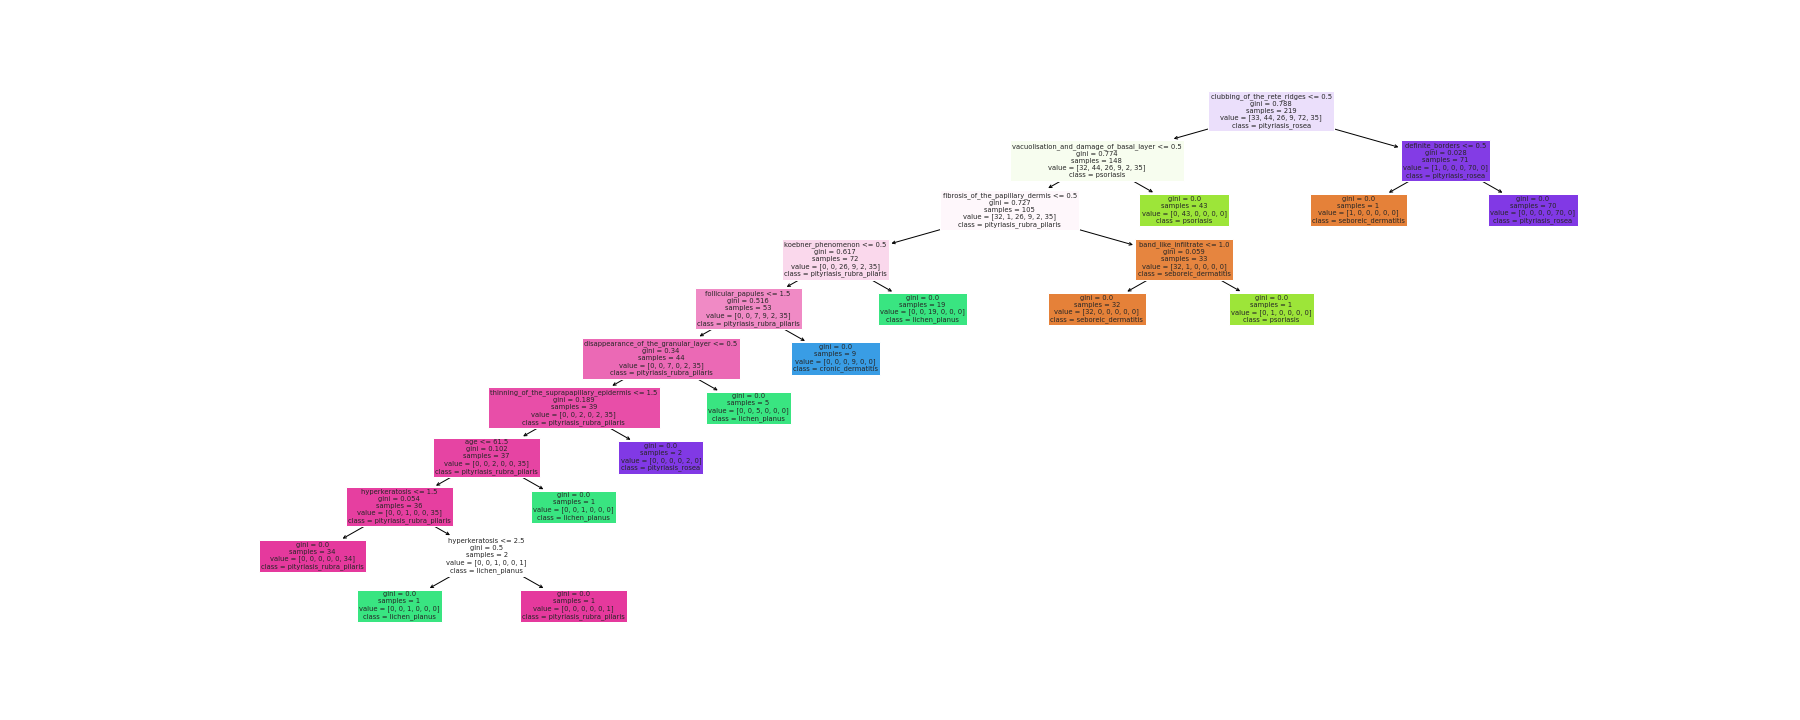 clubbing_of_the_rete_ridges <= 0.5
gini = 0.788
samples = 219
value = [33, 44, 26, 9, 72, 35]
class = pityriasis_rosea
vacuolisation_and_damage_of_basal_layer <= 0.5
gini = 0.774
samples = 148
value = [32, 44, 26, 9, 2, 35]
class = psoriasis
definite_borders <= 0.5
gini = 0.028
samples = 71
value = [1, 0, 0, 0, 70, 0]
class = pityriasis_rosea
fibrosis_of_the_papillary_dermis <= 0.5
gini = 0.727
samples = 105
value = [32, 1, 26, 9, 2, 35]
class = pityriasis_rubra_pilaris
gini = 0.0
samples = 43
value = [0, 43, 0, 0, 0, 0]
class = psoriasis
gini = 0.0
samples = 1
value = [1, 0, 0, 0, 0, 0]
class = seboreic_dermatitis
gini = 0.0
samples = 70
value = [0, 0, 0, 0, 70, 0]
class = pityriasis_rosea
koebner_phenomenon <= 0.5
gini = 0.617
samples = 72
value = [0, 0, 26, 9, 2, 35]
class = pityriasis_rubra_pilaris
band_like_infiltrate <= 1.0
gini = 0.059
samples = 33
value = [32, 1, 0, 0, 0, 0]
class = seboreic_dermatitis
follicular_papules <= 1.5
gini = 0.516
samples = 53
value = [0, 0, 7, 9, 2, 35]
class = pityriasis_rubra_pilaris
gini = 0.0
samples = 19
value = [0, 0, 19, 0, 0, 0]
class = lichen_planus
gini = 0.0
samples = 32
value = [32, 0, 0, 0, 0, 0]
class = seboreic_dermatitis
gini = 0.0
samples = 1
value = [0, 1, 0, 0, 0, 0]
class = psoriasis
disappearance_of_the_granular_layer <= 0.5
gini = 0.34
samples = 44
value = [0, 0, 7, 0, 2, 35]
class = pityriasis_rubra_pilaris
gini = 0.0
samples = 9
value = [0, 0, 0, 9, 0, 0]
class = cronic_dermatitis
thinning_of_the_suprapapillary_epidermis <= 1.5
gini = 0.189
samples = 39
value = [0, 0, 2, 0, 2, 35]
class = pityriasis_rubra_pilaris
gini = 0.0
samples = 5
value = [0, 0, 5, 0, 0, 0]
class = lichen_planus
age <= 61.5
gini = 0.102
samples = 37
value = [0, 0, 2, 0, 0, 35]
class = pityriasis_rubra_pilaris
gini = 0.0
samples = 2
value = [0, 0, 0, 0, 2, 0]
class = pityriasis_rosea
hyperkeratosis <= 1.5
gini = 0.054
samples = 36
value = [0, 0, 1, 0, 0, 35]
class = pityriasis_rubra_pilaris
gini = 0.0
samples = 1
value = [0, 0, 1, 0, 0, 0]
class = lichen_planus
gini = 0.0
samples = 34
value = [0, 0, 0, 0, 0, 34]
class = pityriasis_rubra_pilaris
hyperkeratosis <= 2.5
gini = 0.5
samples = 2
value = [0, 0, 1, 0, 0, 1]
class = lichen_planus
gini = 0.0
samples = 1
value = [0, 0, 1, 0, 0, 0]
class = lichen_planus
gini = 0.0
samples = 1
value = [0, 0, 0, 0, 0, 1]
class = pityriasis_rubra_pilaris